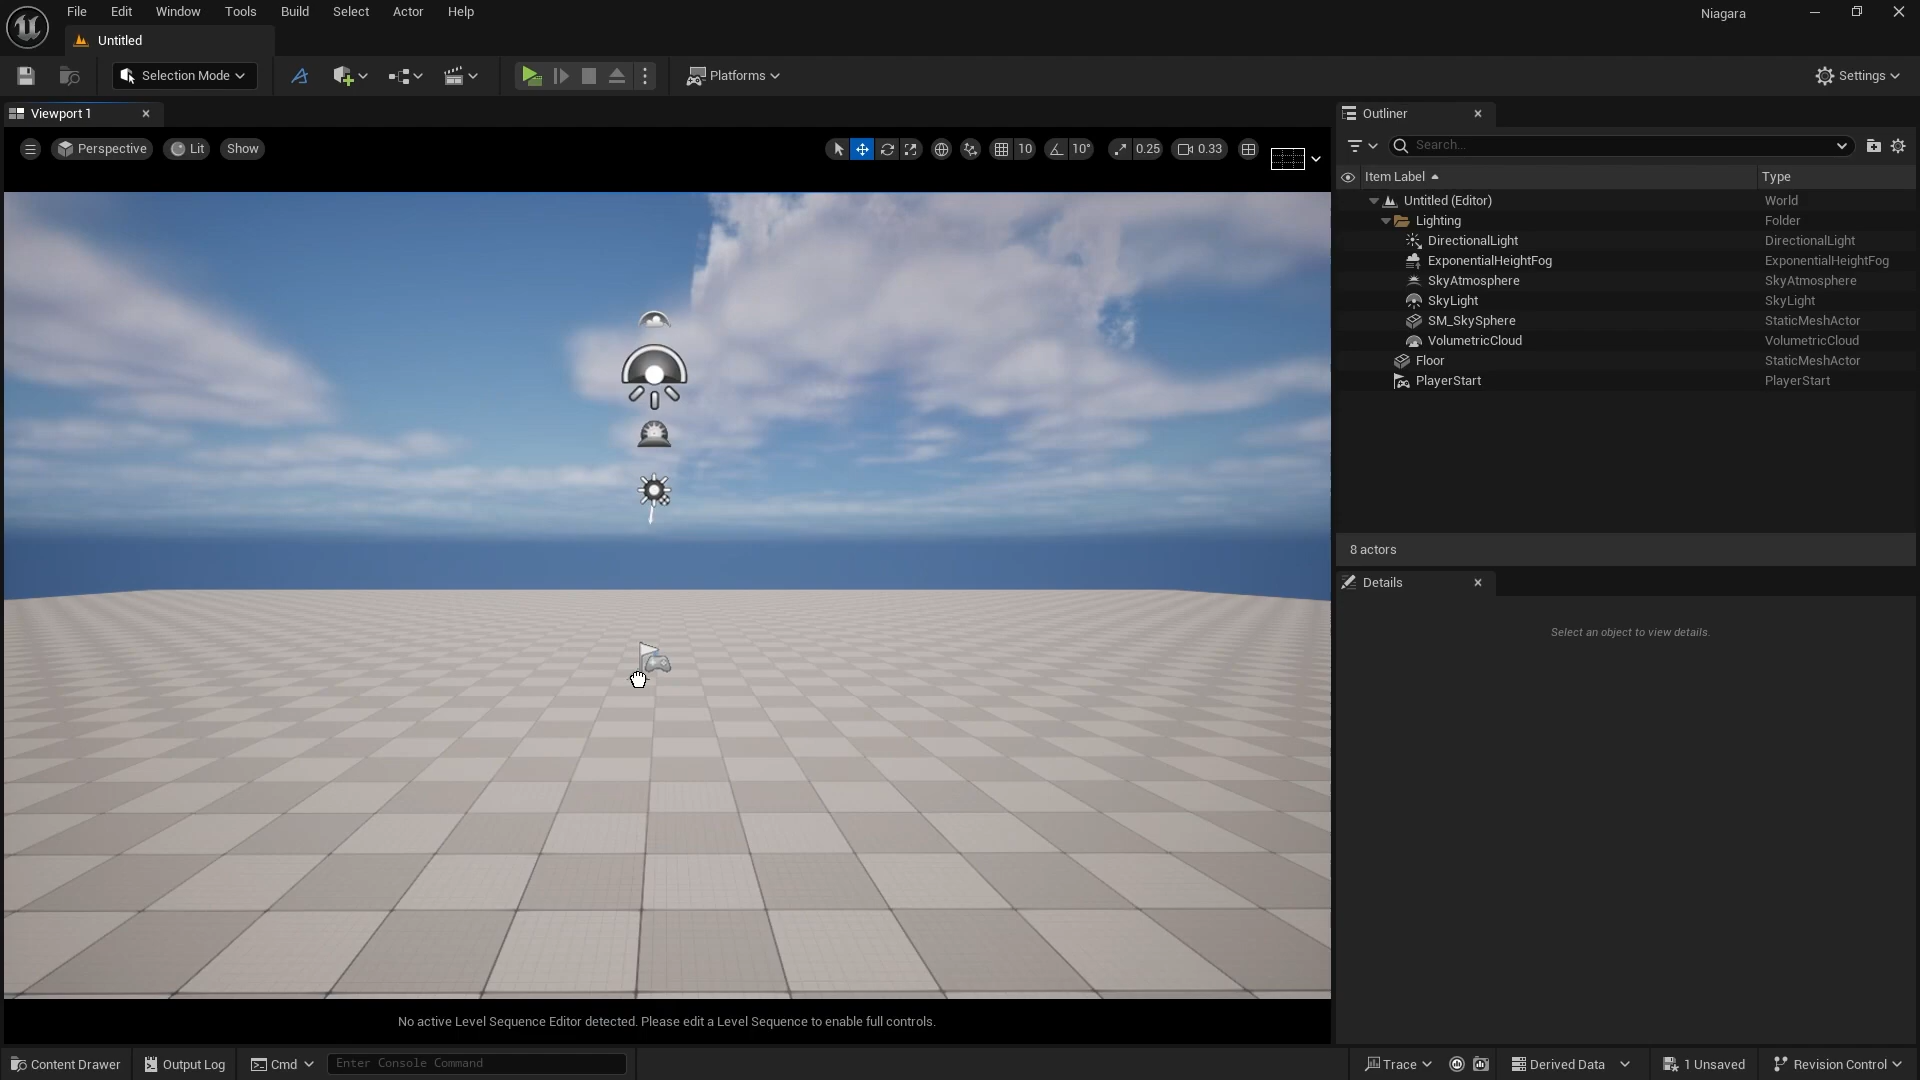 File Edit Window Tools Build Select Actor Help
Niagara
Untitled
Selection Mode
Platforms
Settings
Viewport 1
Perspective Lit Show
10 10° 0.25 0.33
Outliner
Search...
Item Label Type
Untitled (Editor) World
Lighting Folder
DirectionalLight DirectionalLight
ExponentialHeightFog ExponentialHeightFog
SkyAtmosphere SkyAtmosphere
SkyLight SkyLight
SM_SkySphere StaticMeshActor
VolumetricCloud VolumetricCloud
Floor StaticMeshActor
PlayerStart PlayerStart
8 actors
Details
Select an object to view details.
No active Level Sequence Editor detected. Please edit a Level Sequence to enable full controls.
Content Drawer Output Log Cmd Enter Console Command
Trace Derived Data 1 Unsaved Revision Control